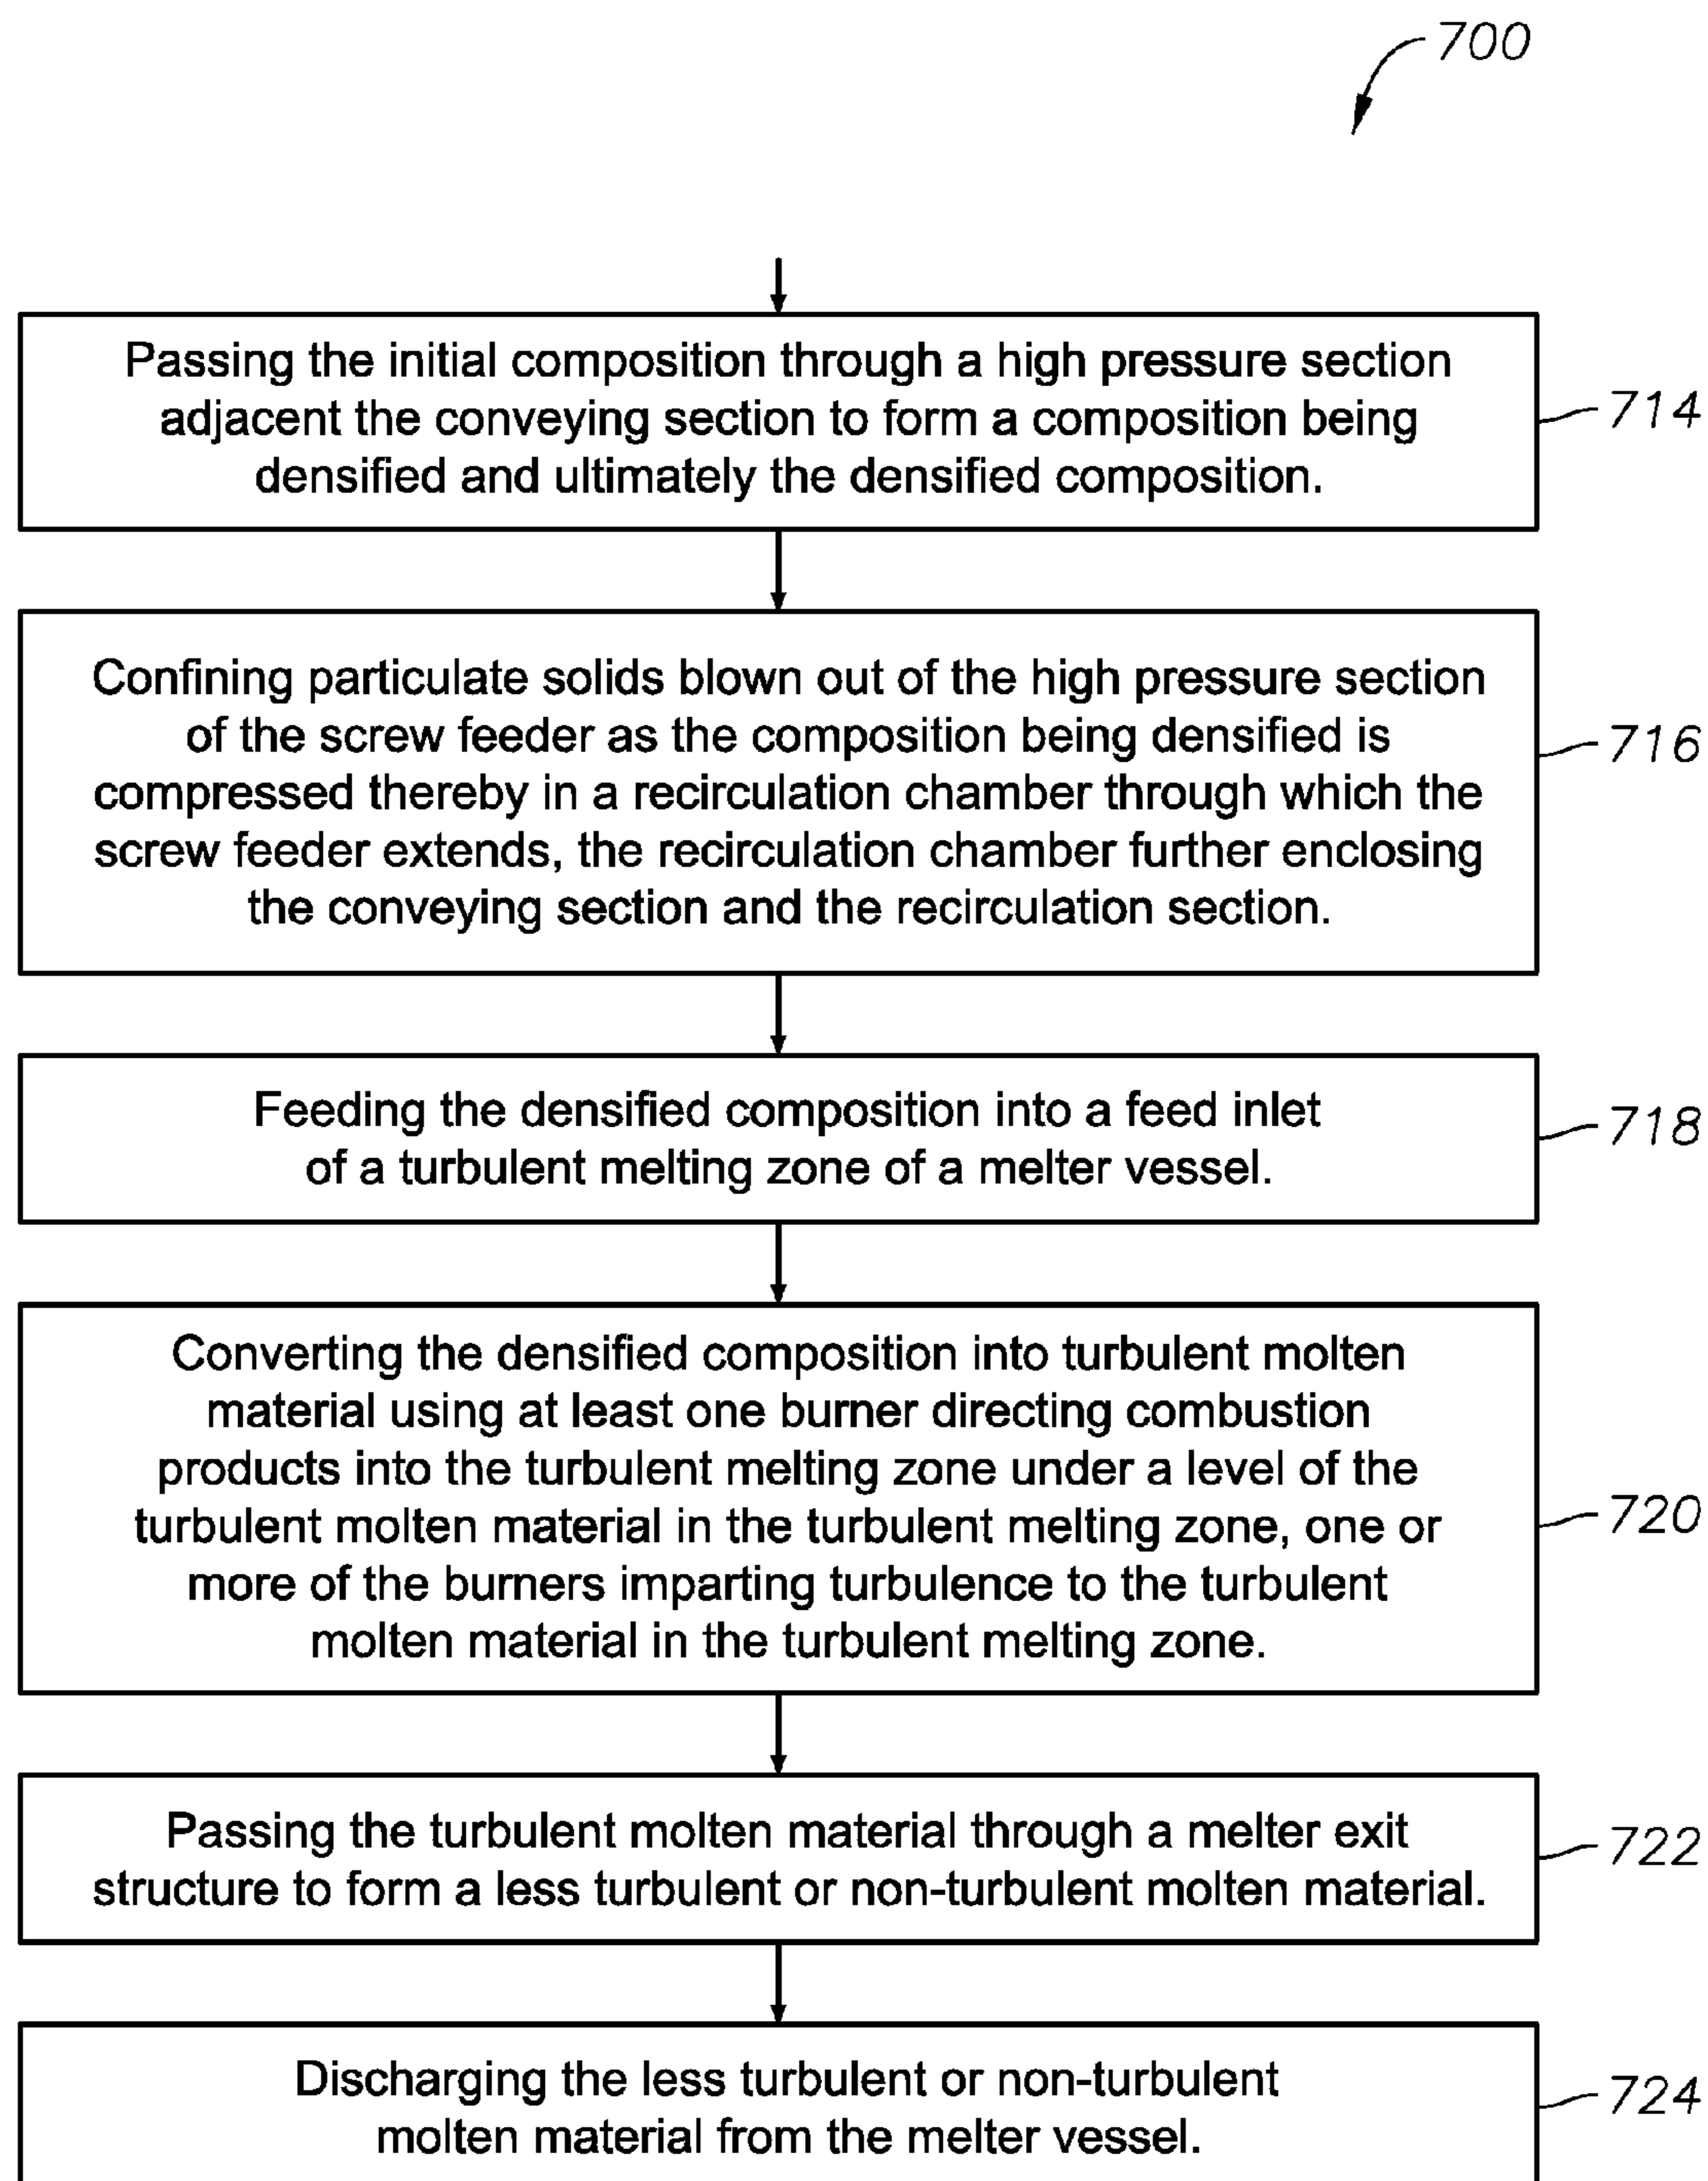 700
Passing the initial composition through a high pressure section
adjacent the conveying section to form a composition being
densified and ultimately the densified composition.
714
Confining particulate solids blown out of the high pressure section
of the screw feeder as the composition being densified is
compressed thereby in a recirculation chamber through which the
screw feeder extends, the recirculation chamber further enclosing
the conveying section and the recirculation section.
716
Feeding the densified composition into a feed inlet
of a turbulent melting zone of a melter vessel.
718
Converting the densified composition into turbulent molten
material using at least one burner directing combustion
products into the turbulent melting zone under a level of the
turbulent molten material in the turbulent melting zone, one or
more of the burners imparting turbulence to the turbulent
molten material in the turbulent melting zone.
720
Passing the turbulent molten material through a melter exit
structure to form a less turbulent or non-turbulent molten material.
722
Discharging the less turbulent or non-turbulent
molten material from the melter vessel.
724